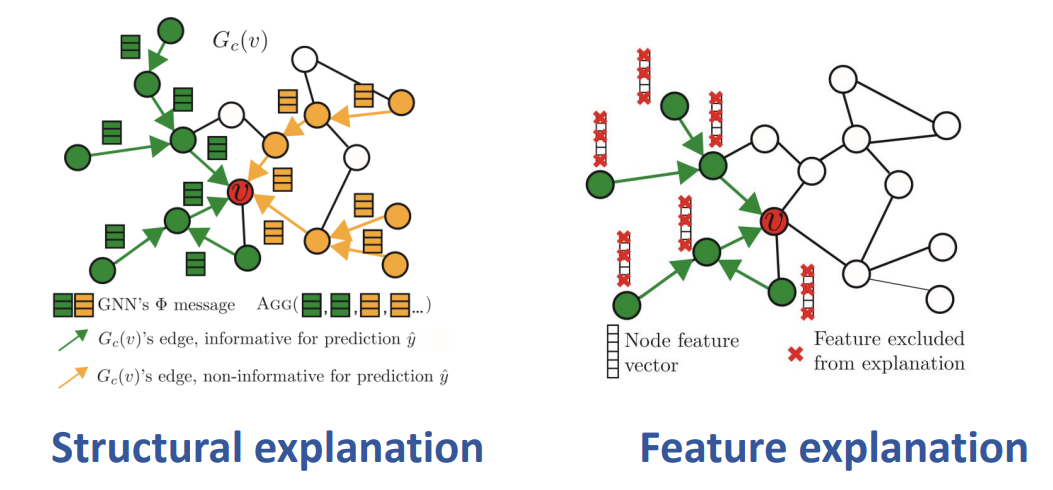 G_c(v)
v
v
GNN's Φ message AGG( , , , ...)
G_c(v)'s edge, informative for prediction ŷ
G_c(v)'s edge, non-informative for prediction ŷ
Node feature
vector
Feature excluded
from explanation
Structural explanation
Feature explanation